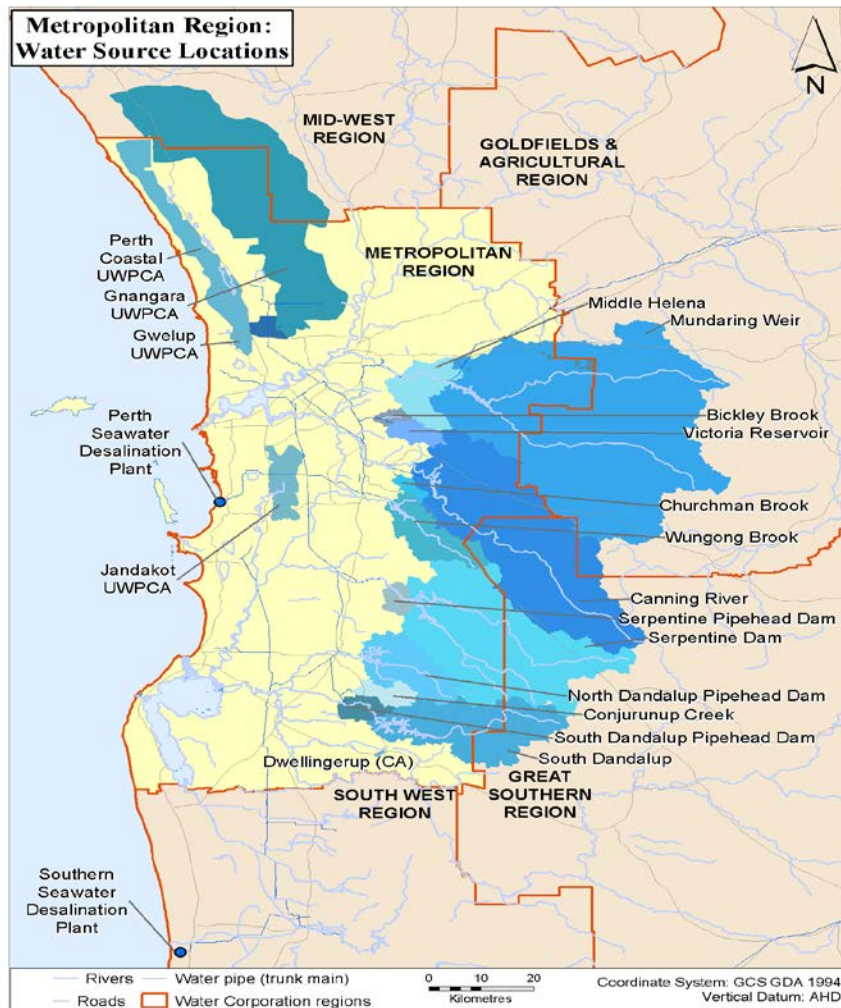 Metropolitan Region:
Water Source Locations
N
MID-WEST
REGION
GOLDFIELDS &
AGRICULTURAL
REGION
Perth
Coastal
UWPCA
METROPOLITAN
REGION
Gnangara
UWPCA
Middle Helena
Mundaring Weir
Gwelup
UWPCA
Perth
Seawater
Desalination
Plant
Bickley Brook
Victoria Reservoir
Churchman Brook
Wungong Brook
Jandakot
UWPCA
Canning River
Serpentine Pipehead Dam
Serpentine Dam
North Dandalup Pipehead Dam
Conjurunup Creek
South Dandalup Pipehead Dam
South Dandalup
Dwellingerup (CA)
SOUTH WEST
REGION
GREAT
SOUTHERN
REGION
Southern
Seawater
Desalination
Plant
Rivers
Water pipe (trunk main)
Roads
Water Corporation regions
0 10 20
Kilometres
Coordinate System: GCS GDA 1994
Vertical Datum: AHD